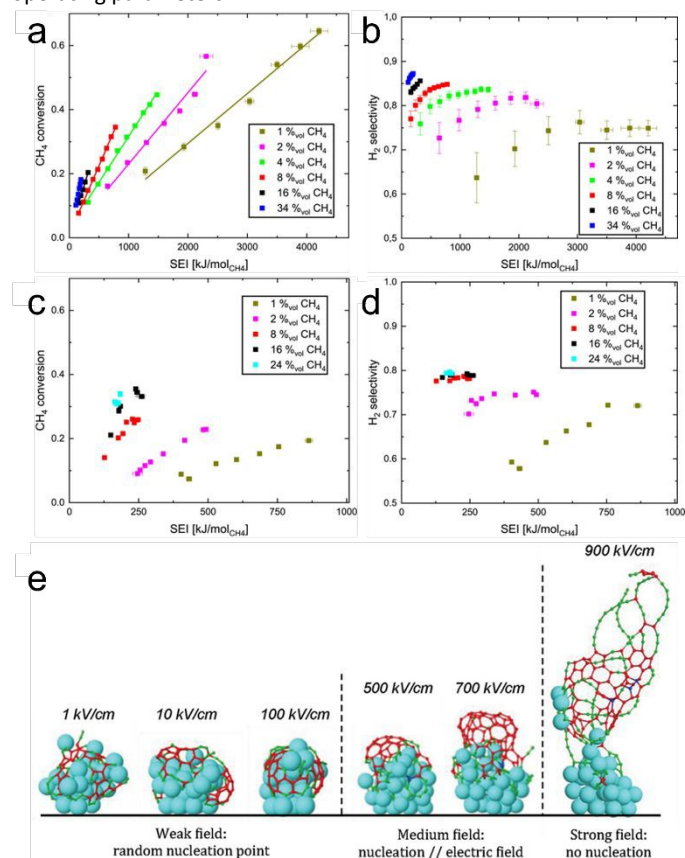 operating parameters.
a
b
CH4 conversion
0.6
0.4
0.2
0.0
0
1000
2000
3000
4000
SEI [kJ/molCH4]
1 %vol CH4
2 %vol CH4
4 %vol CH4
8 %vol CH4
16 %vol CH4
34 %vol CH4
H2 selectivity
1.0
0.9
0.8
0.7
0.6
0.5
0
1000
2000
3000
4000
SEI [kJ/molCH4]
1 %vol CH4
2 %vol CH4
4 %vol CH4
8 %vol CH4
16 %vol CH4
34 %vol CH4
c
d
CH4 conversion
0.6
0.4
0.2
0.0
0
250
500
750
1000
SEI [kJ/molCH4]
1 %vol CH4
2 %vol CH4
8 %vol CH4
16 %vol CH4
24 %vol CH4
H2 selectivity
1.0
0.9
0.8
0.7
0.6
0.5
0
250
500
750
1000
SEI [kJ/molCH4]
1 %vol CH4
2 %vol CH4
8 %vol CH4
16 %vol CH4
24 %vol CH4
e
900 kV/cm
500 kV/cm
700 kV/cm
1 kV/cm
10 kV/cm
100 kV/cm
Weak field:
random nucleation point
Medium field:
nucleation // electric field
Strong field:
no nucleation